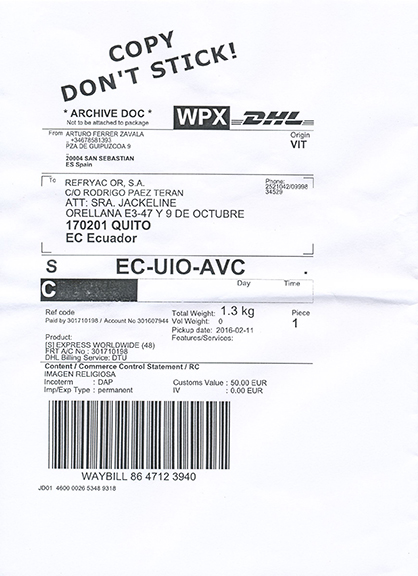 COPY
DON'T STICK!
* ARCHIVE DOC *
Not to be attached to package
WPX DHL
From ARTURO FERRER ZAVALA
+34678581393
PZA DE GUIPUZCOA 9
20004 SAN SEBASTIAN
ES Spain
Origin
VIT
To REFRYAC OR, S.A.
C/O RODRIGO PAEZ TERAN
ATT: SRA. JACKELINE
ORELLANA E3-47 Y 9 DE OCTUBRE
170201 QUITO
EC Ecuador
Phone:
2521042/09998
34529
S EC-UIO-AVC .
C Day Time
Ref code
Paid by 301710198 / Account No 301607944
Total Weight: 1.3 kg
Vol Weight: 0
Pickup date: 2016-02-11
Features/Services:
Piece
1
Product:
[S] EXPRESS WORLDWIDE (48)
FRT A/C No : 301710198
DHL Billing Service: DTU
Content / Commerce Control Statement / RC
IMAGEN RELIGIOSA
Incoterm : DAP Customs Value : 50.00 EUR
Imp/Exp Type : permanent IV : 0.00 EUR
WAYBILL 86 4712 3940
JD01 4600 0026 5348 9318